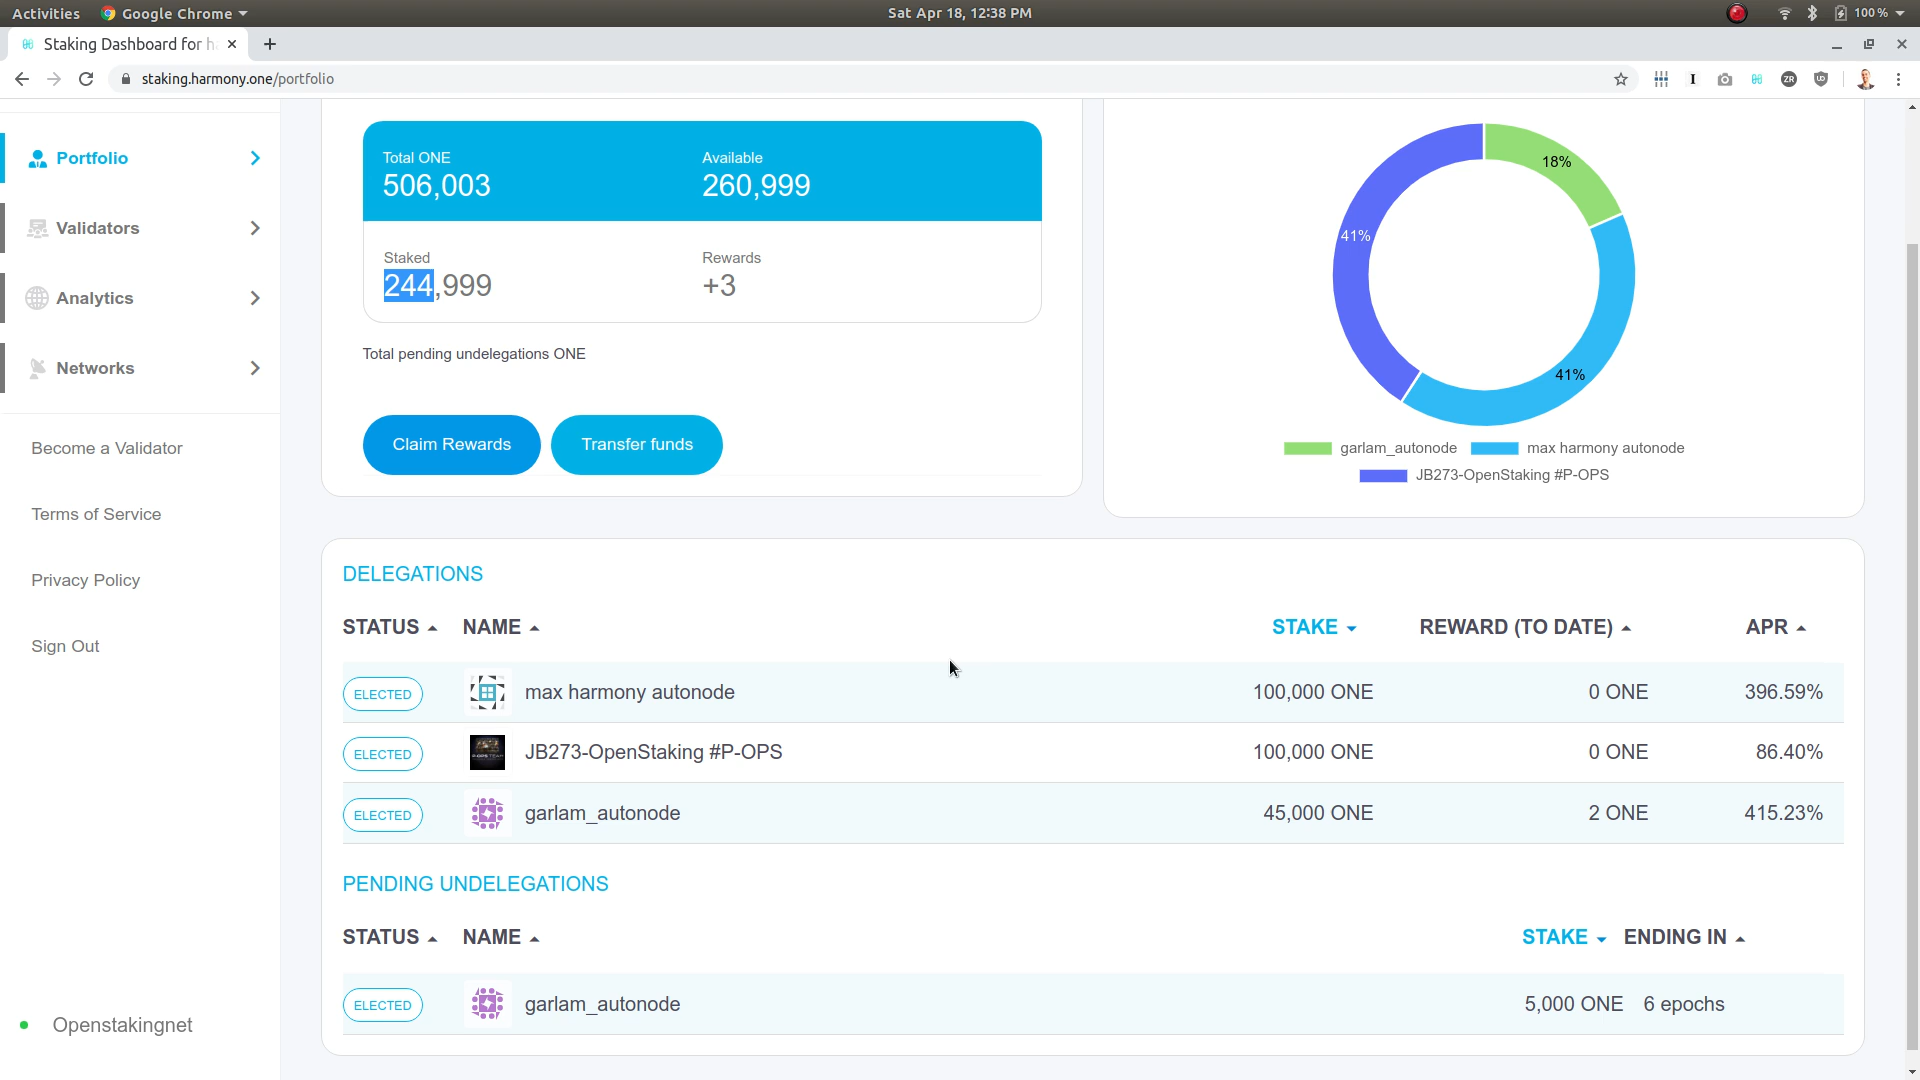 Activities Google Chrome Sat Apr 18, 12:38 PM 100 %
Staking Dashboard for h
staking.harmony.one/portfolio
Portfolio
Validators
Analytics
Networks
Become a Validator
Terms of Service
Privacy Policy
Sign Out
Openstakingnet
Total ONE Available
506,003 260,999
Staked Rewards
244,999 +3
Total pending undelegations ONE
Claim Rewards Transfer funds
18%
41%
41%
garlam_autonode max harmony autonode
JB273-OpenStaking #P-OPS
DELEGATIONS
STATUS NAME STAKE REWARD (TO DATE) APR
ELECTED max harmony autonode 100,000 ONE 0 ONE 396.59%
ELECTED JB273-OpenStaking #P-OPS 100,000 ONE 0 ONE 86.40%
ELECTED garlam_autonode 45,000 ONE 2 ONE 415.23%
PENDING UNDELEGATIONS
STATUS NAME STAKE ENDING IN
ELECTED garlam_autonode 5,000 ONE 6 epochs